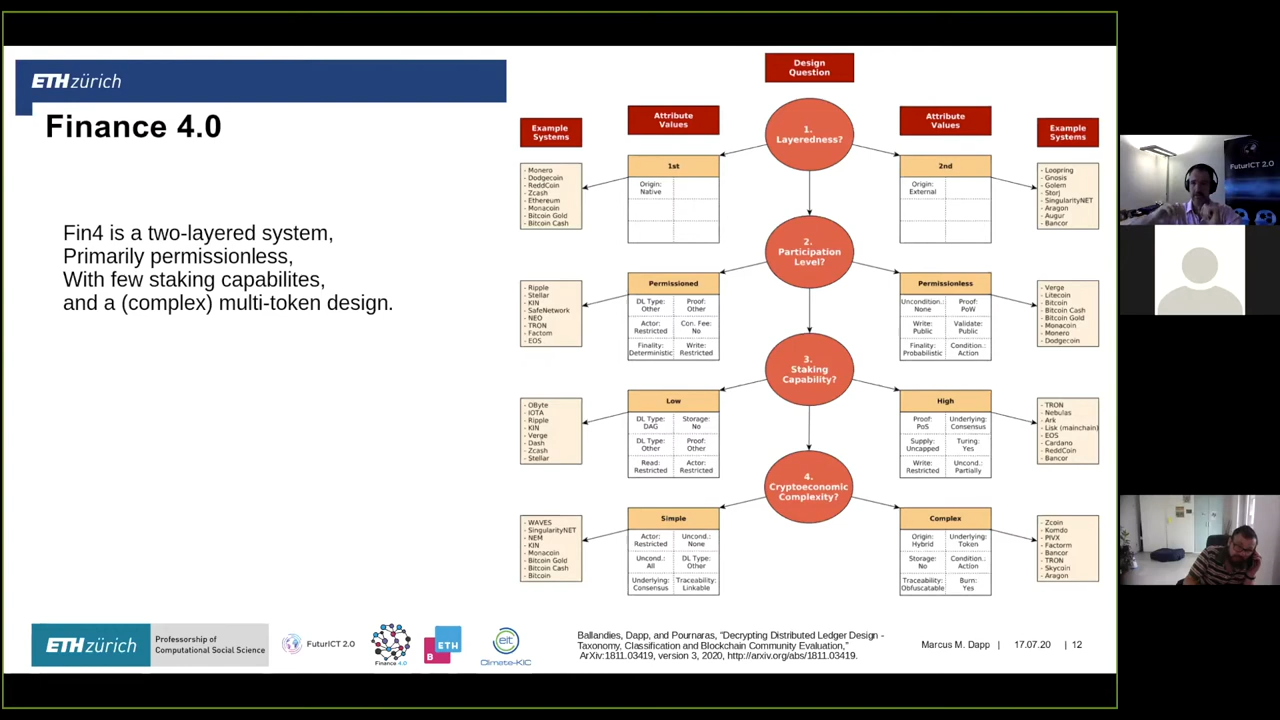 ETH zürich
Finance 4.0
Fin4 is a two-layered system,
Primarily permissionless,
With few staking capabilites,
and a (complex) multi-token design.
Design
Question
Example
Systems
Attribute
Values
Attribute
Values
Example
Systems
1.
Layeredness?
- Monero
- Dodgecoin
- ReddCoin
- Zcash
- Ethereum
- Monacoin
- Bitcoin Gold
- Bitcoin Cash
1st
Origin:
Native
2nd
Origin:
External
- Loopring
- Gnosis
- Golem
- Storj
- SingularityNET
- Aragon
- Augur
- Bancor
2.
Participation
Level?
- Ripple
- Stellar
- KIN
- SafeNetwork
- NEO
- TRON
- Factom
- EOS
Permissioned
DL Type:
Other
Proof:
Other
Actor:
Restricted
Con. Fee:
No
Finality:
Deterministic
Write:
Restricted
Permissionless
Uncondition.:
None
Proof:
PoW
Write:
Public
Validate:
Public
Finality:
Probabilistic
Condition.:
Action
- Verge
- Litecoin
- Bitcoin
- Bitcoin Cash
- Bitcoin Gold
- Monacoin
- Monero
- Dodgecoin
3.
Staking
Capability?
- OByte
- IOTA
- Ripple
- KIN
- Verge
- Dash
- Zcash
- Stellar
Low
DL Type:
DAG
Storage:
No
DL Type:
Other
Proof:
Other
Read:
Restricted
Actor:
Restricted
High
Proof:
PoS
Underlying:
Consensus
Supply:
Uncapped
Turing:
Yes
Write:
Restricted
Uncond.:
Partially
- TRON
- Nebulas
- Ark
- Lisk (mainchain)
- EOS
- Cardano
- ReddCoin
- Bancor
4.
Cryptoeconomic
Complexity?
- WAVES
- SingularityNET
- NEM
- KIN
- Monacoin
- Bitcoin Gold
- Bitcoin Cash
- Bitcoin
Simple
Actor:
Restricted
Uncond.:
None
Uncond.:
All
DL Type:
Other
Underlying:
Consensus
Traceability:
Linkable
Complex
Origin:
Hybrid
Underlying:
Token
Storage:
No
Condition.:
Action
Traceability:
Obfuscatable
Burn:
Yes
- Zcoin
- Komdo
- PIVX
- Factorm
- Bancor
- TRON
- Skycoin
- Aragon
ETH zürich
Professorship of
Computational Social Science
FuturICT 2.0
Finance 4.0
B
ETH
eit
Climate-KIC
Ballandies, Dapp, and Pournaras, "Decrypting Distributed Ledger Design -
Taxonomy, Classification and Blockchain Community Evaluation,"
ArXiv:1811.03419, version 3, 2020, http://arxiv.org/abs/1811.03419.
Marcus M. Dapp | 17.07.20 | 12
FuturICT 2.0